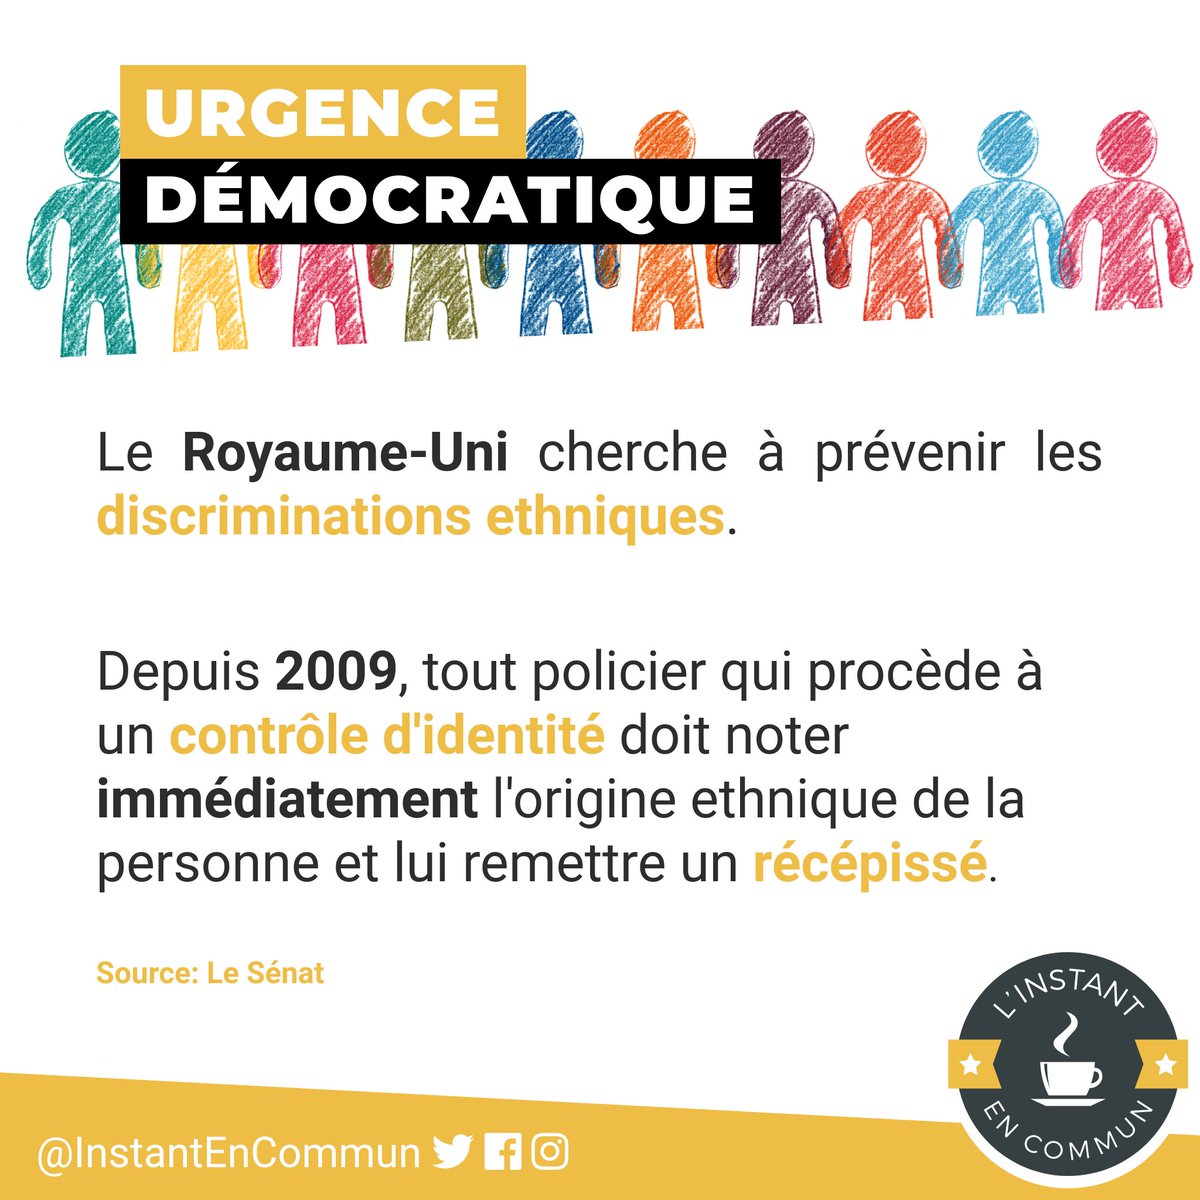 URGENCE
DÉMOCRATIQUE
Le Royaume-Uni cherche à prévenir les
discriminations ethniques.
Depuis 2009, tout policier qui procède à
un contrôle d'identité doit noter
immédiatement l'origine ethnique de la
personne et lui remettre un récépissé.
Source: Le Sénat
L'INSTANT
EN COMMUN
@InstantEnCommun